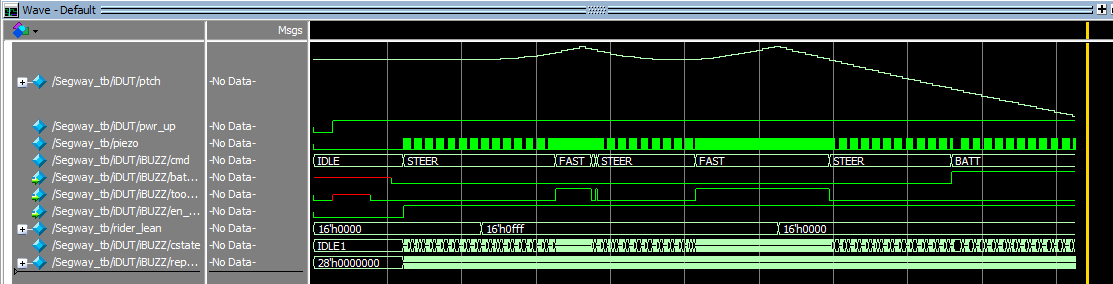 Wave - Default
Msgs
/Segway_tb/iDUT/ptch -No Data-
/Segway_tb/iDUT/pwr_up -No Data-
/Segway_tb/piezo -No Data-
/Segway_tb/iDUT/iBUZZ/cmd -No Data- IDLE STEER FAST STEER FAST STEER BATT
/Segway_tb/iDUT/iBUZZ/bat... -No Data-
/Segway_tb/iDUT/iBUZZ/too... -No Data-
/Segway_tb/iDUT/iBUZZ/en_... -No Data-
/Segway_tb/rider_lean -No Data- 16'h0000 16'h0fff 16'h0000
/Segway_tb/iDUT/iBUZZ/cstate -No Data- IDLE1
/Segway_tb/iDUT/iBUZZ/rep... -No Data- 28'h0000000